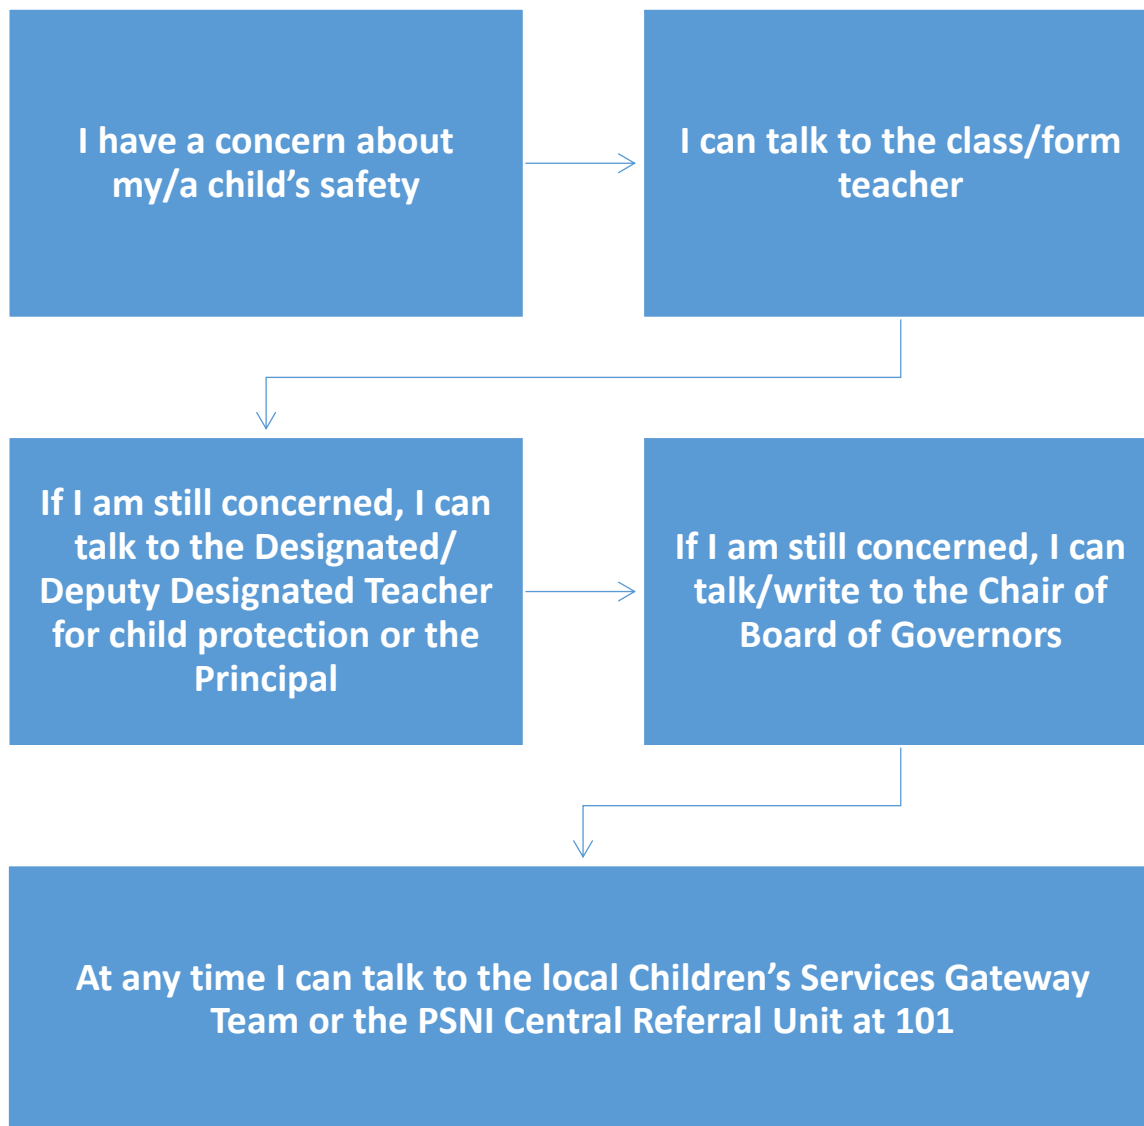 I have a concern about
my/a child’s safety
I can talk to the class/form
teacher
If I am still concerned, I can
talk to the Designated/
Deputy Designated Teacher
for child protection or the
Principal
If I am still concerned, I can
talk/write to the Chair of
Board of Governors
At any time I can talk to the local Children’s Services Gateway
Team or the PSNI Central Referral Unit at 101